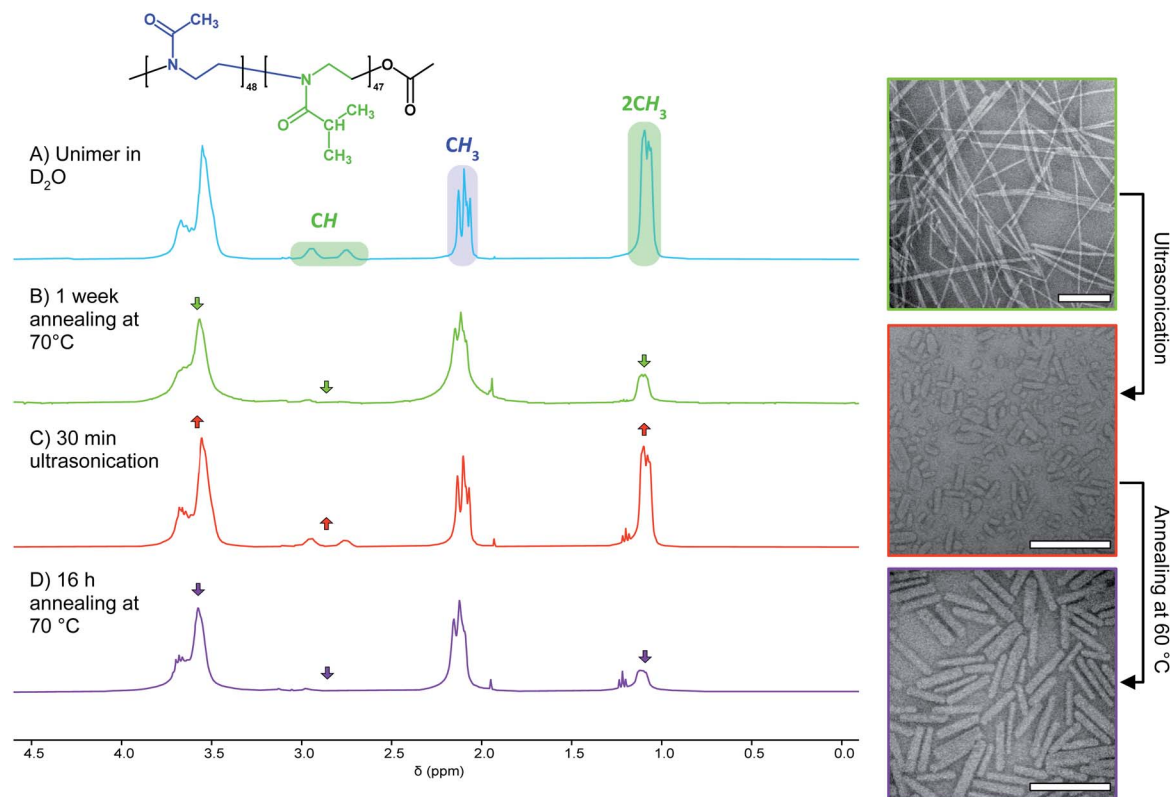 O
CH₃
N
48
N
47
O
O
O
CH
CH₃
CH₃
A) Unimer in
D₂O
CH
CH₃
2CH₃
B) 1 week
annealing at
70°C
C) 30 min
ultrasonication
D) 16 h
annealing at
70 °C
4.5 4.0 3.5 3.0 2.5 2.0 1.5 1.0 0.5 -0.0
δ (ppm)
Ultrasonication
Annealing at 60 °C